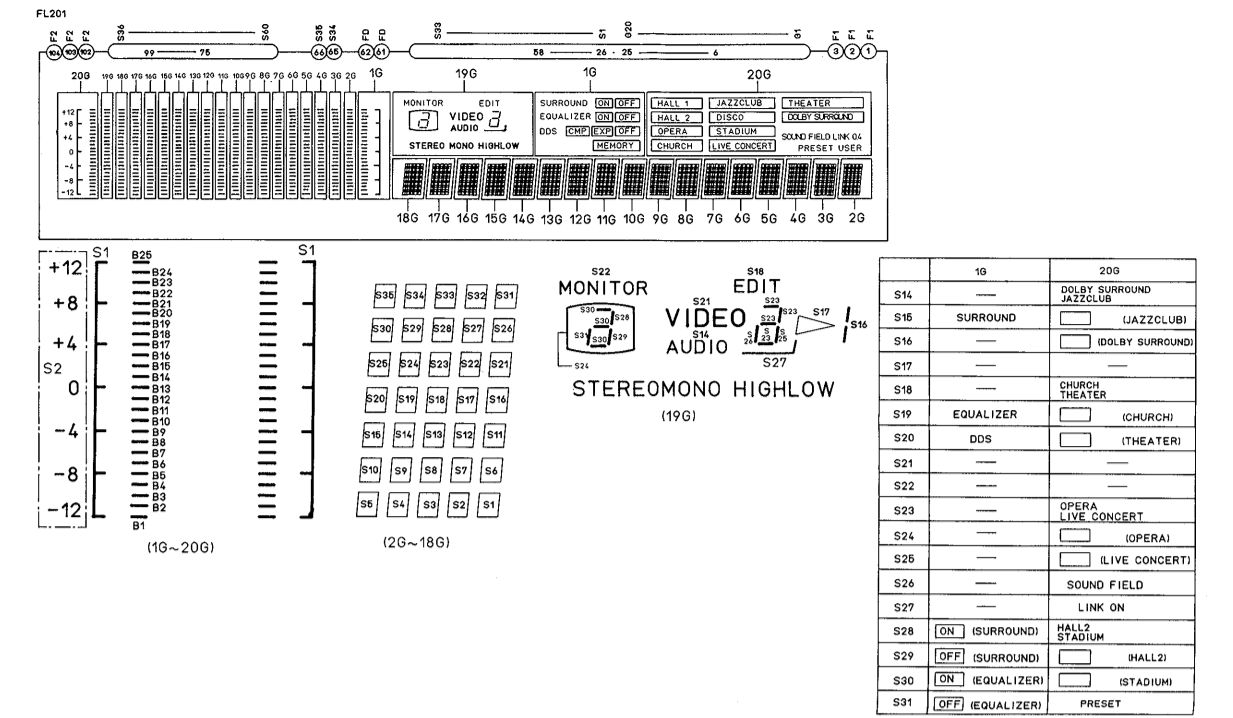 FL201
F2 F2 F2 S36 S60 S35 S34 FD FD S33 S1 G20 G1 F1 F1 F1
104 103 102 99 75 66 65 62 61 58 26 · 25 6 3 2 1
20G 19G 18G 17G 16G 15G 14G 13G 12G 11G 10G 9G 8G 7G 6G 5G 4G 3G 2G 1G 19G 1G 20G
+12
+8
+4
0
-4
-8
-12
MONITOR EDIT
VIDEO
AUDIO
STEREO MONO HIGHLOW
SURROUND ON OFF
EQUALIZER ON OFF
DDS CMP EXP OFF
MEMORY
HALL 1 JAZZCLUB THEATER
HALL 2 DISCO DOLBY SURROUND
OPERA STADIUM SOUND FIELD LINK O4
CHURCH LIVE CONCERT PRESET USER
18G 17G 16G 15G 14G 13G 12G 11G 10G 9G 8G 7G 6G 5G 4G 3G 2G
S1 S1
S2
+12
+8
+4
0
-4
-8
-12
B25
B24
B23
B22
B21
B20
B19
B18
B17
B16
B15
B14
B13
B12
B11
B10
B9
B8
B7
B6
B5
B4
B3
B2
B1
(1G~20G)
S35 S34 S33 S32 S31
S30 S29 S28 S27 S26
S25 S24 S23 S22 S21
S20 S19 S18 S17 S16
S15 S14 S13 S12 S11
S10 S9 S8 S7 S6
S5 S4 S3 S2 S1
(2G~18G)
S22 S18
MONITOR EDIT
S30 S28
S30
S31 S30 S29
S24
S21
VIDEO
S14
AUDIO
S23
S23 S23
S26 S23 S25
S27
S17
S16
STEREOMONO HIGHLOW
(19G)
1G 20G
S14 — DOLBY SURROUND
JAZZCLUB
S15 SURROUND (JAZZCLUB)
S16 — (DOLBY SURROUND)
S17 — —
S18 — CHURCH
THEATER
S19 EQUALIZER (CHURCH)
S20 DDS (THEATER)
S21 — —
S22 — —
S23 — OPERA
LIVE CONCERT
S24 — (OPERA)
S25 — (LIVE CONCERT)
S26 — SOUND FIELD
S27 — LINK ON
S28 ON (SURROUND) HALL2
STADIUM
S29 OFF (SURROUND) (HALL2)
S30 ON (EQUALIZER) (STADIUM)
S31 OFF (EQUALIZER) PRESET